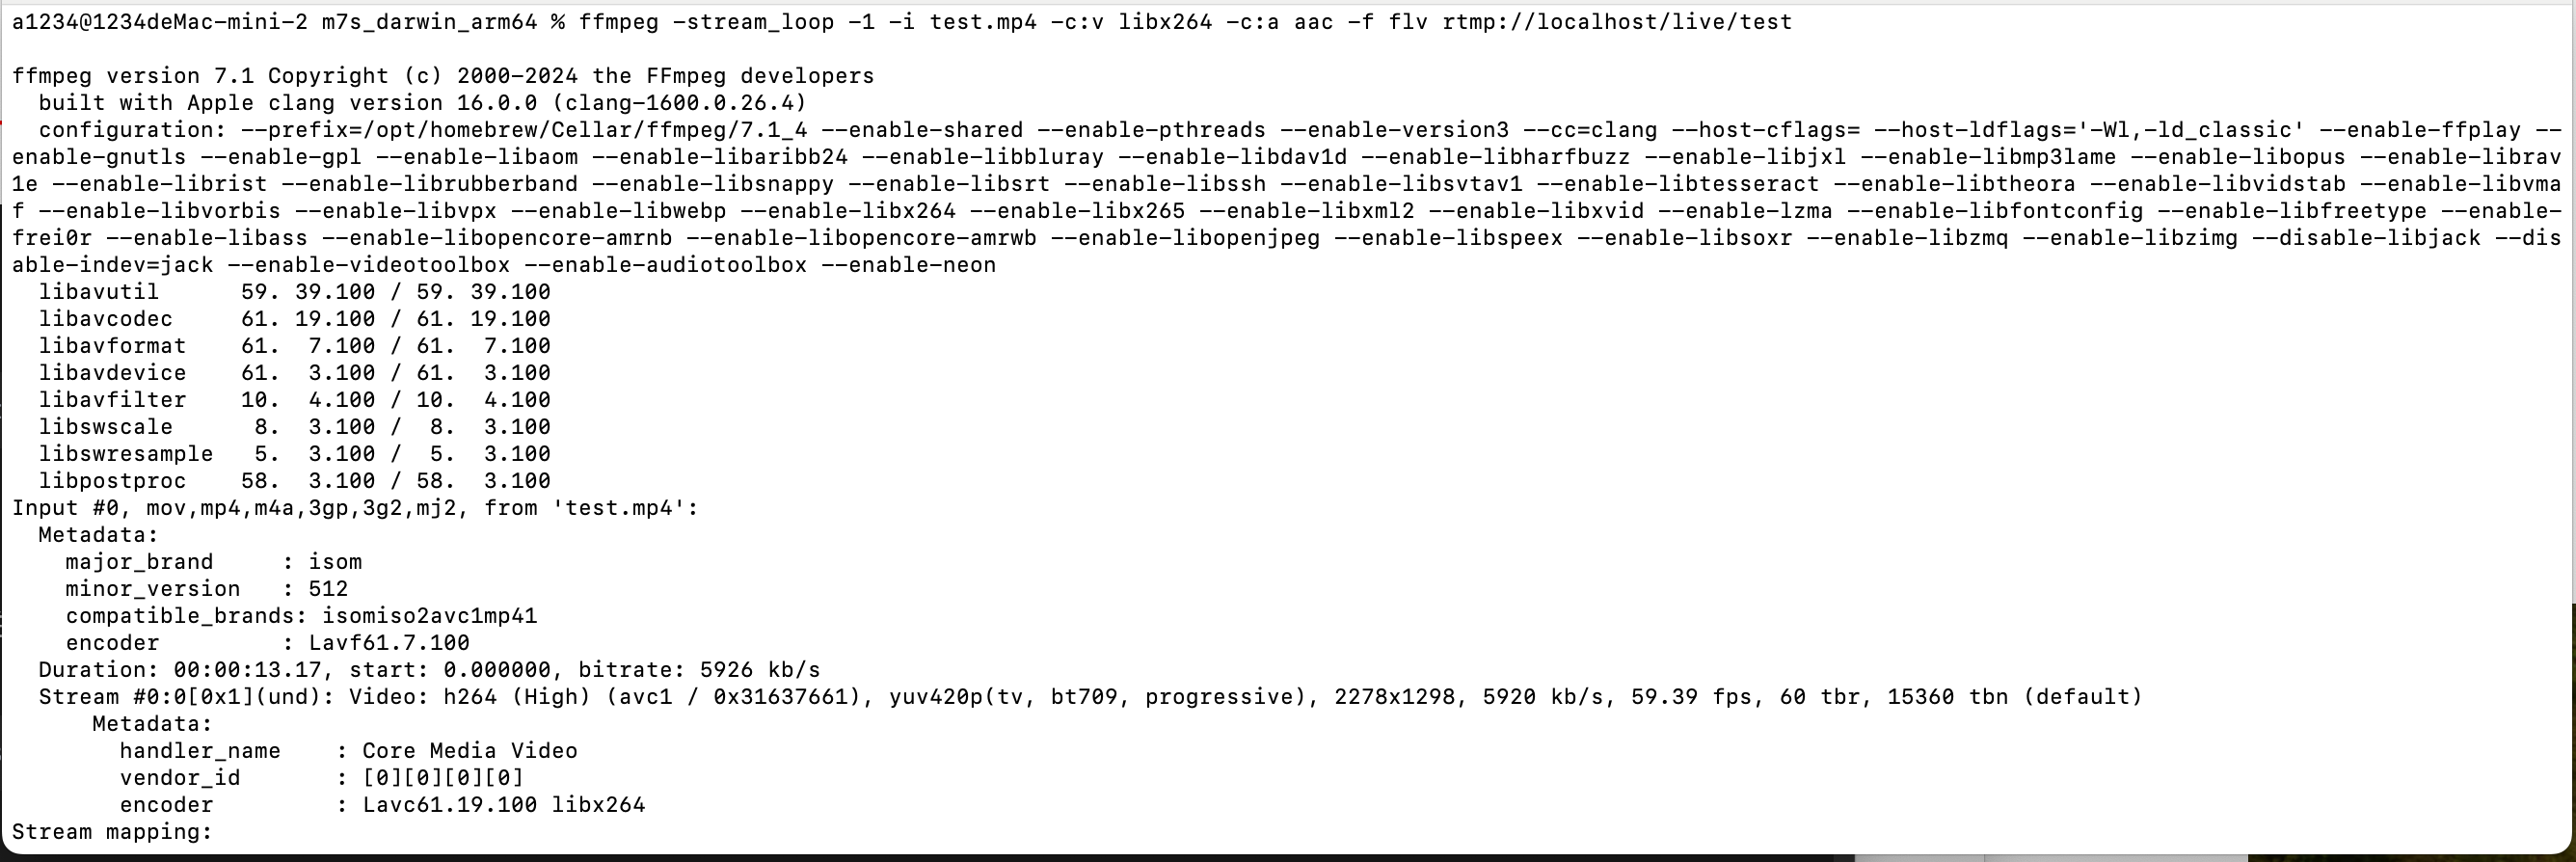 a1234@1234deMac-mini-2 m7s_darwin_arm64 % ffmpeg -stream_loop -1 -i test.mp4 -c:v libx264 -c:a aac -f flv rtmp://localhost/live/test
ffmpeg version 7.1 Copyright (c) 2000-2024 the FFmpeg developers
  built with Apple clang version 16.0.0 (clang-1600.0.26.4)
  configuration: --prefix=/opt/homebrew/Cellar/ffmpeg/7.1_4 --enable-shared --enable-pthreads --enable-version3 --cc=clang --host-cflags= --host-ldflags='-Wl,-ld_classic' --enable-ffplay --
enable-gnutls --enable-gpl --enable-libaom --enable-libaribb24 --enable-libbluray --enable-libdav1d --enable-libharfbuzz --enable-libjxl --enable-libmp3lame --enable-libopus --enable-librav
1e --enable-librist --enable-librubberband --enable-libsnappy --enable-libsrt --enable-libssh --enable-libsvtav1 --enable-libtesseract --enable-libtheora --enable-libvidstab --enable-libvma
f --enable-libvorbis --enable-libvpx --enable-libwebp --enable-libx264 --enable-libx265 --enable-libxml2 --enable-libxvid --enable-lzma --enable-libfontconfig --enable-libfreetype --enable-
frei0r --enable-libass --enable-libopencore-amrnb --enable-libopencore-amrwb --enable-libopenjpeg --enable-libspeex --enable-libsoxr --enable-libzmq --enable-libzimg --disable-libjack --dis
able-indev=jack --enable-videotoolbox --enable-audiotoolbox --enable-neon
  libavutil      59. 39.100 / 59. 39.100
  libavcodec     61. 19.100 / 61. 19.100
  libavformat    61.  7.100 / 61.  7.100
  libavdevice    61.  3.100 / 61.  3.100
  libavfilter    10.  4.100 / 10.  4.100
  libswscale      8.  3.100 /  8.  3.100
  libswresample   5.  3.100 /  5.  3.100
  libpostproc    58.  3.100 / 58.  3.100
Input #0, mov,mp4,m4a,3gp,3g2,mj2, from 'test.mp4':
  Metadata:
    major_brand     : isom
    minor_version   : 512
    compatible_brands: isomiso2avc1mp41
    encoder         : Lavf61.7.100
  Duration: 00:00:13.17, start: 0.000000, bitrate: 5926 kb/s
  Stream #0:0[0x1](und): Video: h264 (High) (avc1 / 0x31637661), yuv420p(tv, bt709, progressive), 2278x1298, 5920 kb/s, 59.39 fps, 60 tbr, 15360 tbn (default)
      Metadata:
        handler_name    : Core Media Video
        vendor_id       : [0][0][0][0]
        encoder         : Lavc61.19.100 libx264
Stream mapping: